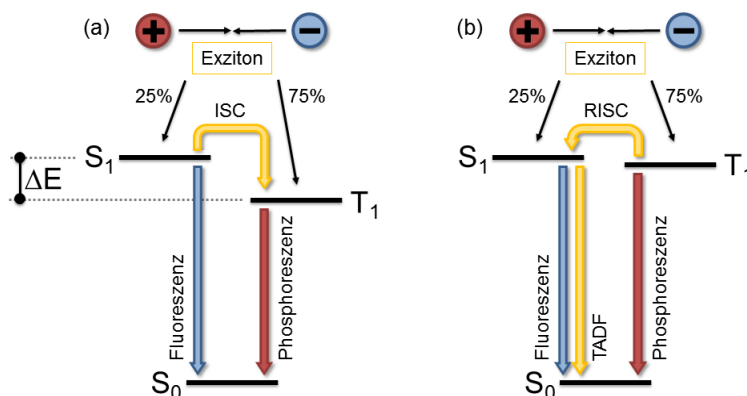 (a)
+
−
Exziton
25%
75%
ISC
S1
ΔE
T1
Fluoreszenz
Phosphoreszenz
S0
(b)
+
−
Exziton
25%
75%
RISC
S1
T1
Fluoreszenz
TADF
Phosphoreszenz
S0